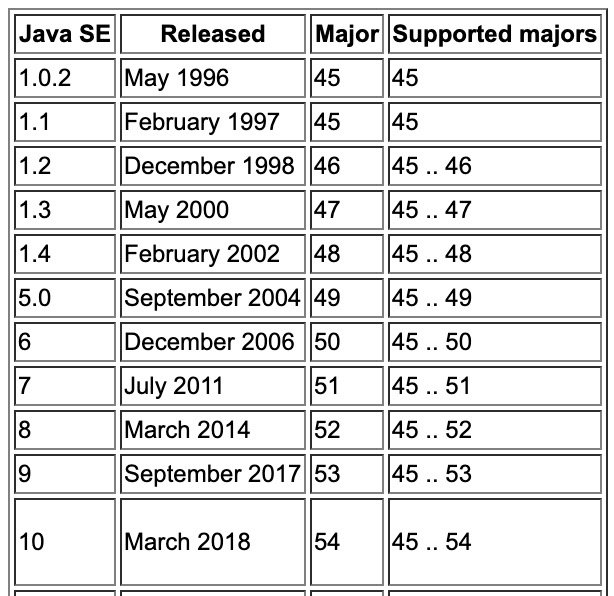 Java SE Released Major Supported majors
1.0.2 May 1996 45 45
1.1 February 1997 45 45
1.2 December 1998 46 45 .. 46
1.3 May 2000 47 45 .. 47
1.4 February 2002 48 45 .. 48
5.0 September 2004 49 45 .. 49
6 December 2006 50 45 .. 50
7 July 2011 51 45 .. 51
8 March 2014 52 45 .. 52
9 September 2017 53 45 .. 53
10 March 2018 54 45 .. 54